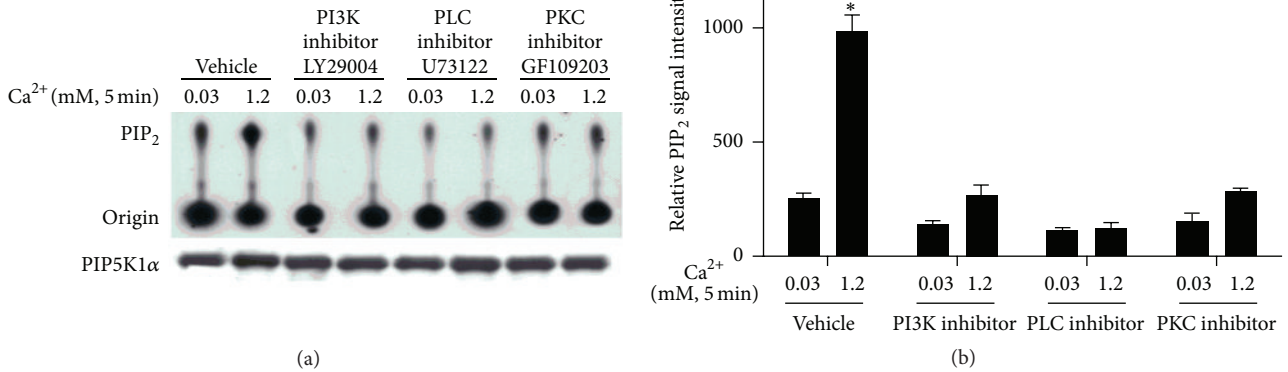 PI3K inhibitor LY29004
PLC inhibitor U73122
PKC inhibitor GF109203
Vehicle
Ca²⁺ (mM, 5 min) 0.03 1.2 0.03 1.2 0.03 1.2 0.03 1.2
PIP₂
Origin
PIP5K1α
(a)
Relative PIP₂ signal intensity
1000
*
500
0
Ca²⁺ (mM, 5 min) 0.03 1.2 0.03 1.2 0.03 1.2 0.03 1.2
Vehicle PI3K inhibitor PLC inhibitor PKC inhibitor
(b)